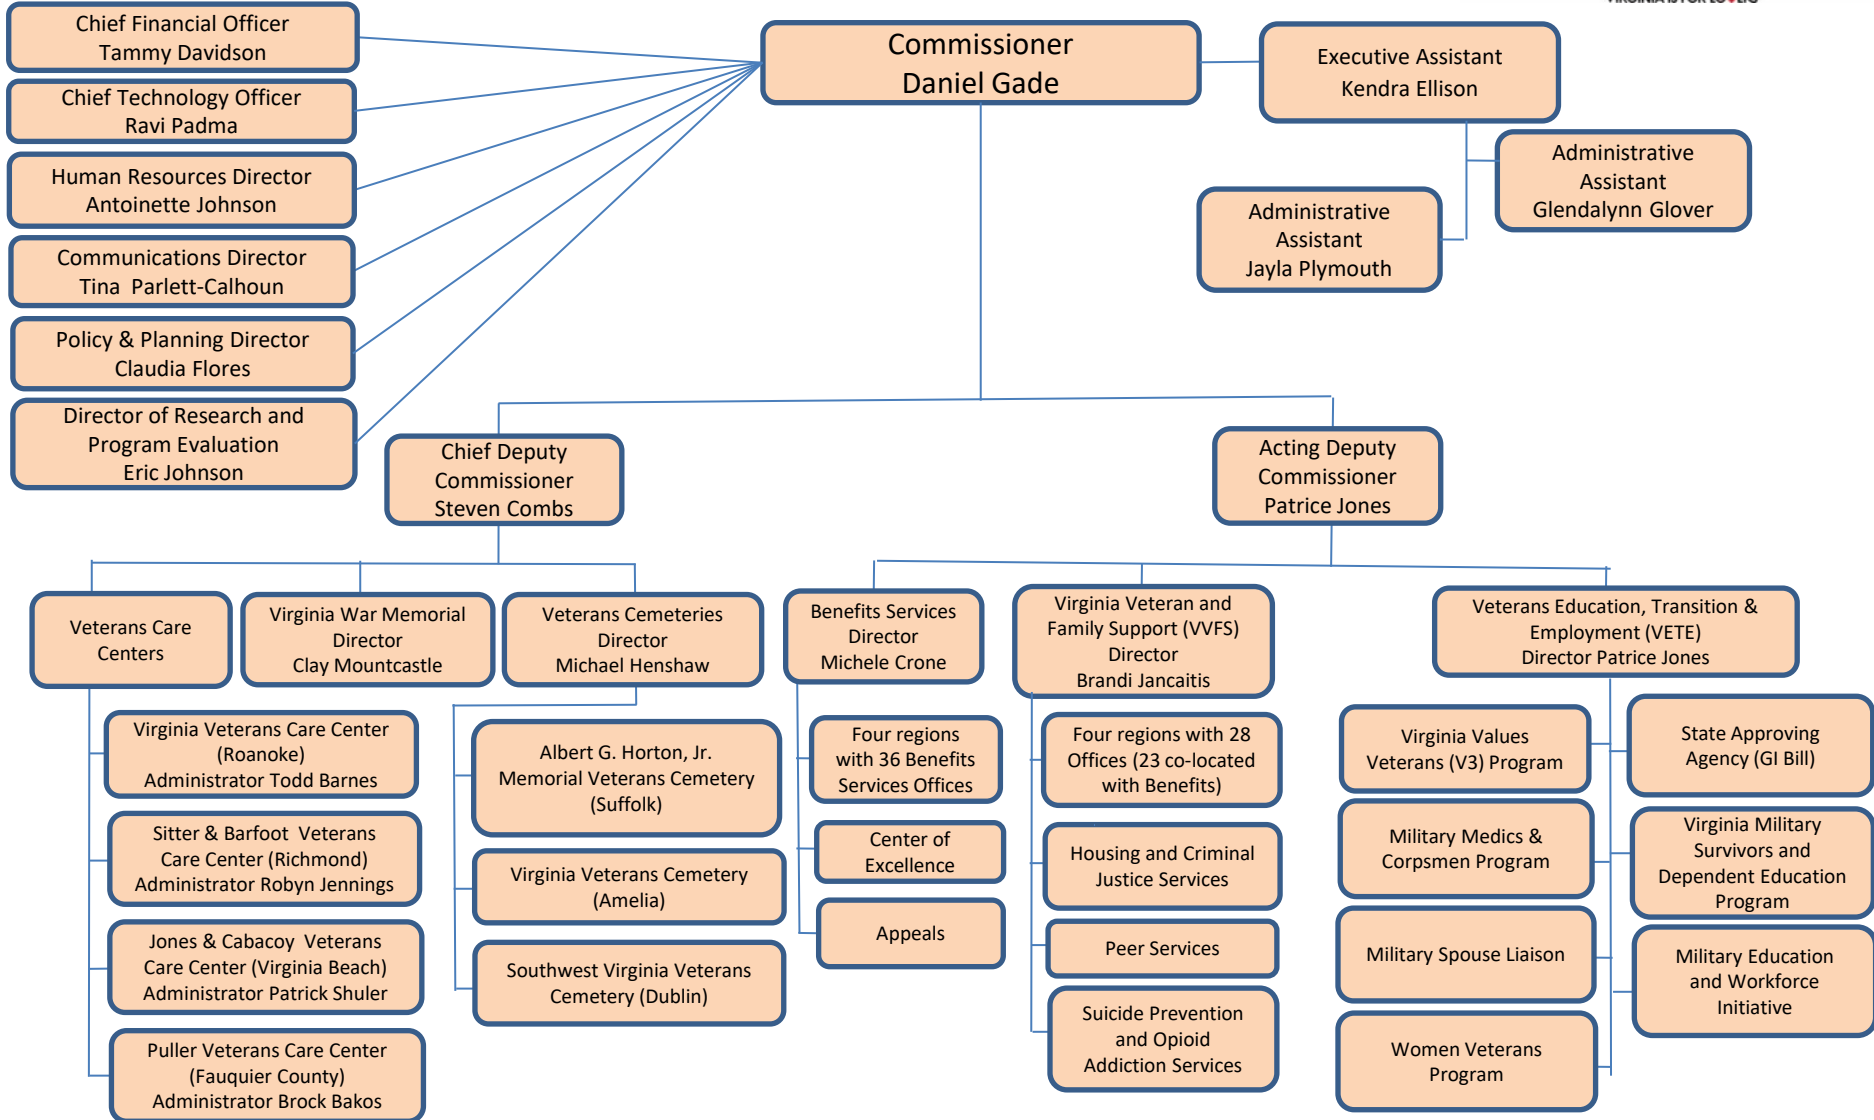 VIRGINIA IS FOR
Chief Financial Officer
Tammy Davidson
Chief Technology Officer
Ravi Padma
Human Resources Director
Antoinette Johnson
Communications Director
Tina Parlett-Calhoun
Policy & Planning Director
Claudia Flores
Director of Research and
Program Evaluation
Eric Johnson
Commissioner
Daniel Gade
Executive Assistant
Kendra Ellison
Administrative
Assistant
Glendalynn Glover
Administrative
Assistant
Jayla Plymouth
Chief Deputy
Commissioner
Steven Combs
Acting Deputy
Commissioner
Patrice Jones
Veterans Care
Centers
Virginia War Memorial
Director
Clay Mountcastle
Veterans Cemeteries
Director
Michael Henshaw
Benefits Services
Director
Michele Crone
Virginia Veteran and
Family Support (VVFS)
Director
Brandi Jancaitis
Veterans Education, Transition &
Employment (VETE)
Director Patrice Jones
Virginia Veterans Care Center
(Roanoke)
Administrator Todd Barnes
Sitter & Barfoot Veterans
Care Center (Richmond)
Administrator Robyn Jennings
Jones & Cabacoy Veterans
Care Center (Virginia Beach)
Administrator Patrick Shuler
Puller Veterans Care Center
(Fauquier County)
Administrator Brock Bakos
Albert G. Horton, Jr.
Memorial Veterans Cemetery
(Suffolk)
Virginia Veterans Cemetery
(Amelia)
Southwest Virginia Veterans
Cemetery (Dublin)
Four regions
with 36 Benefits
Services Offices
Center of
Excellence
Appeals
Four regions with 28
Offices (23 co-located
with Benefits)
Housing and Criminal
Justice Services
Peer Services
Suicide Prevention
and Opioid
Addiction Services
Virginia Values
Veterans (V3) Program
Military Medics &
Corpsmen Program
Military Spouse Liaison
Women Veterans
Program
State Approving
Agency (GI Bill)
Virginia Military
Survivors and
Dependent Education
Program
Military Education
and Workforce
Initiative